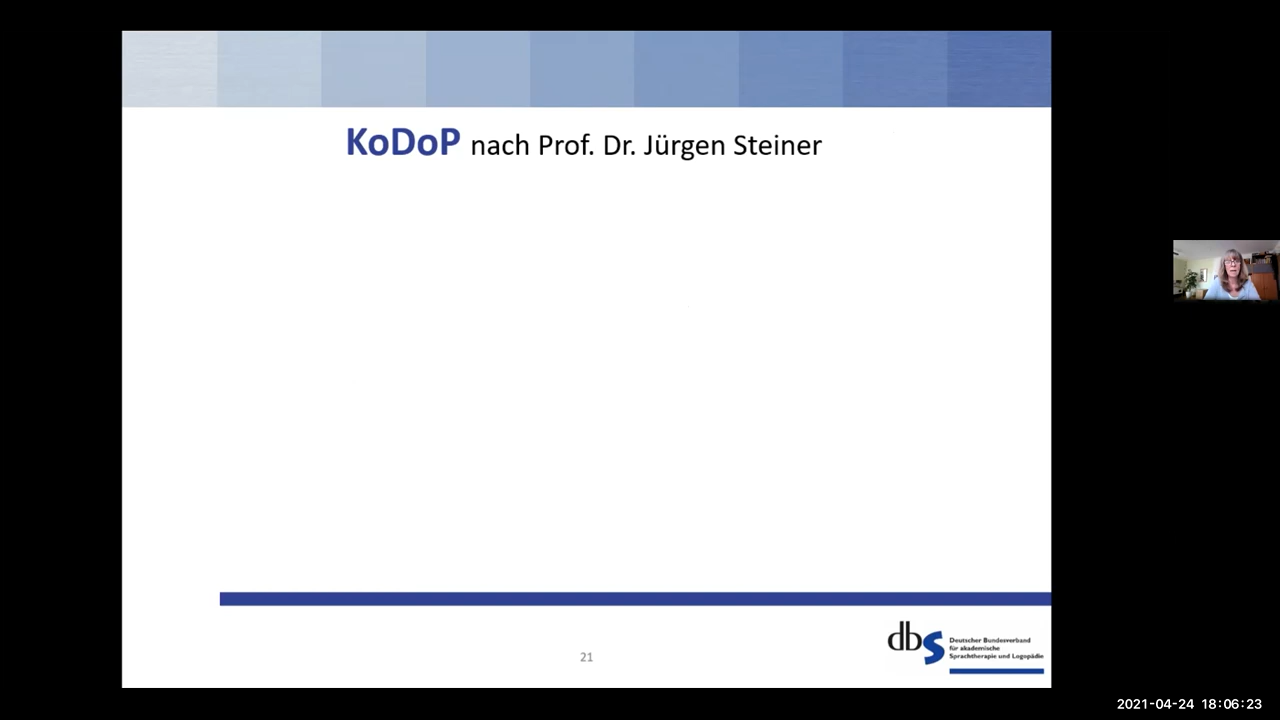 KoDoP nach Prof. Dr. Jürgen Steiner
21
dbs
Deutscher Bundesverband
für akademische
Sprachtherapie und Logopädie
2021-04-24 18:06:23